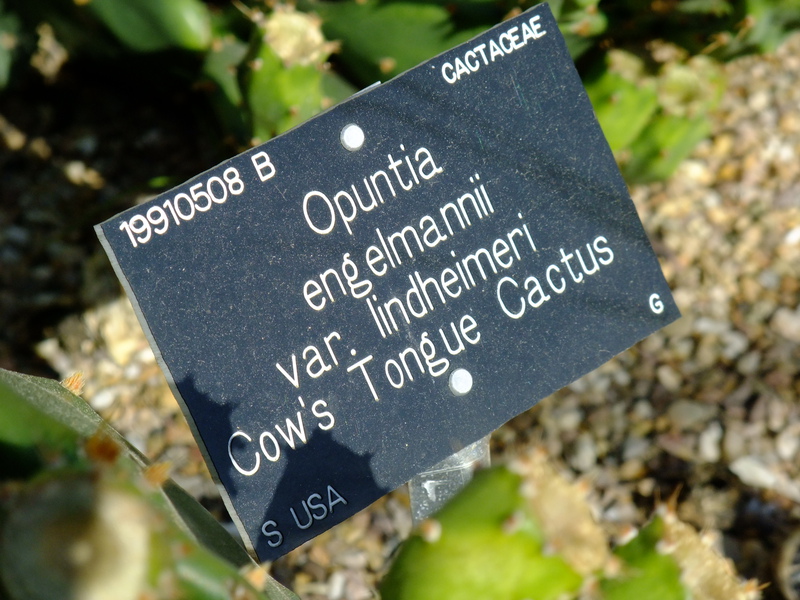 CACTACEAE
19910508 B
Opuntia
engelmannii
var. lindheimeri
Cow's Tongue Cactus
G
S USA